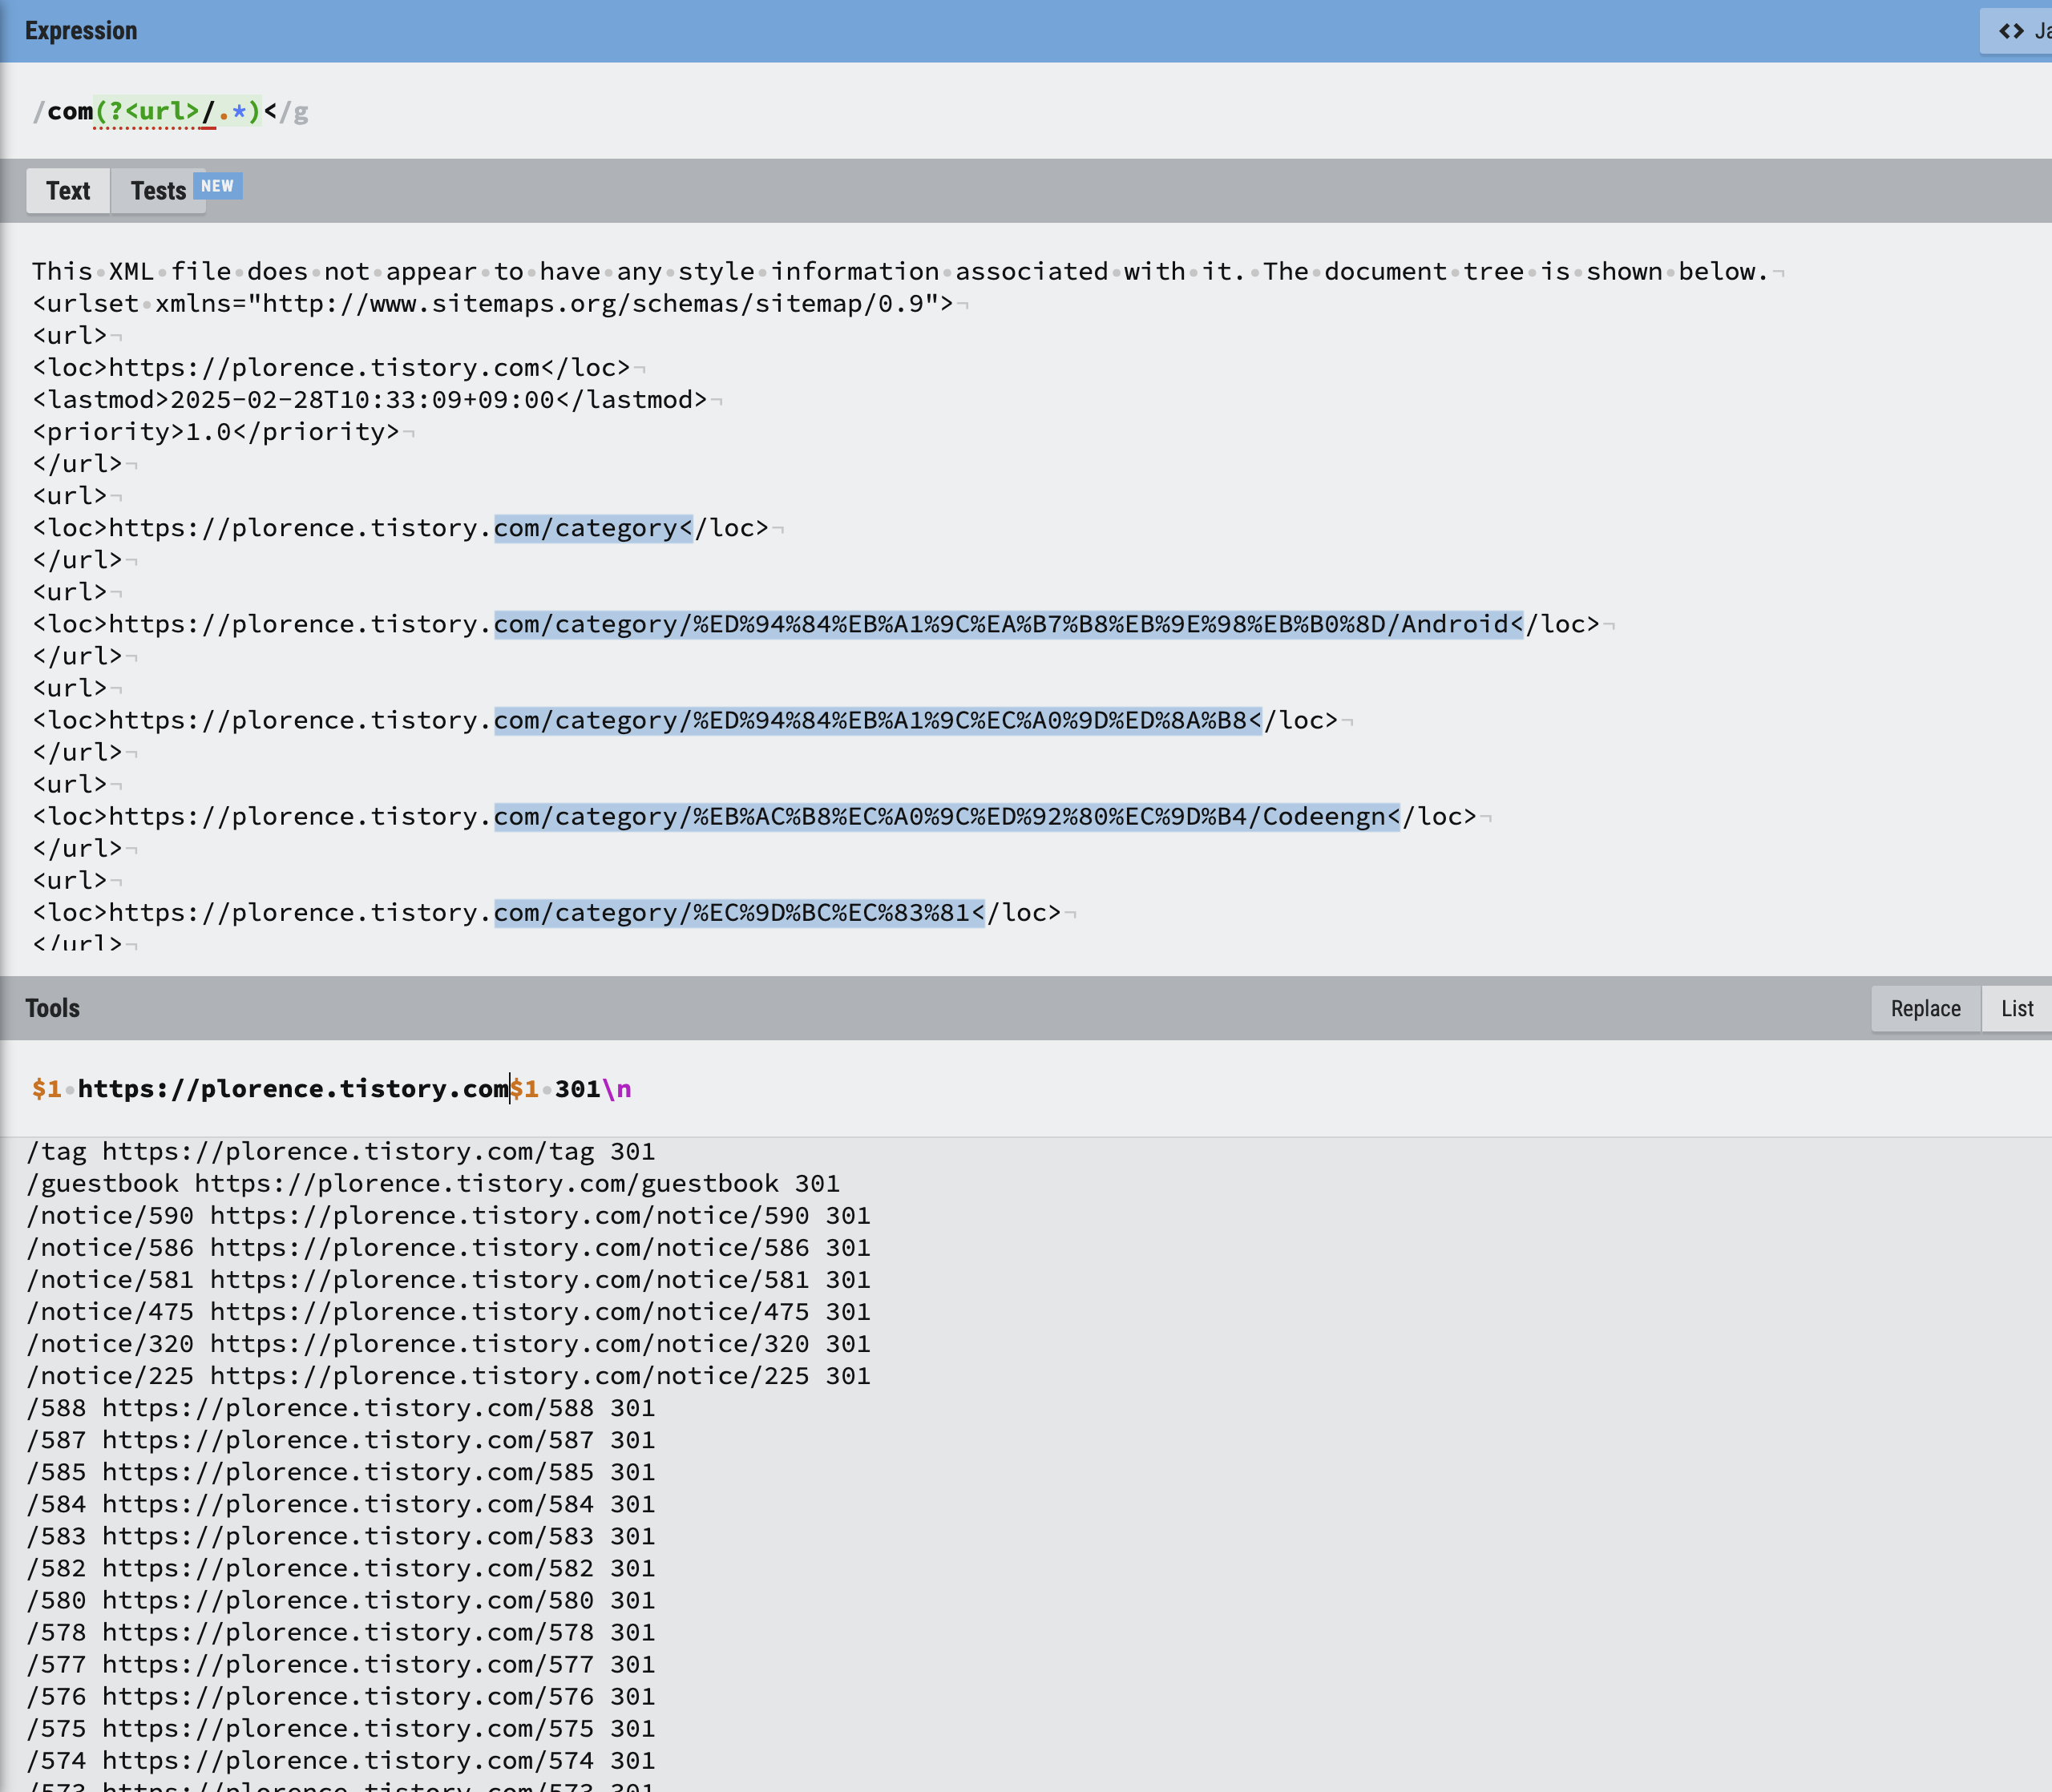 Expression
<> Ja
/com(?<url>/.*)</g
Text Tests NEW
This XML file does not appear to have any style information associated with it. The document tree is shown below.
<urlset xmlns="http://www.sitemaps.org/schemas/sitemap/0.9">
<url>
<loc>https://plorence.tistory.com</loc>
<lastmod>2025-02-28T10:33:09+09:00</lastmod>
<priority>1.0</priority>
</url>
<url>
<loc>https://plorence.tistory.com/category</loc>
</url>
<url>
<loc>https://plorence.tistory.com/category/%ED%94%84%EB%A1%9C%EA%B7%B8%EB%9E%98%EB%B0%8D/Android</loc>
</url>
<url>
<loc>https://plorence.tistory.com/category/%ED%94%84%EB%A1%9C%EC%A0%9D%ED%8A%B8</loc>
</url>
<url>
<loc>https://plorence.tistory.com/category/%EB%AC%B8%EC%A0%9C%ED%92%80%EC%9D%B4/Codeengn</loc>
</url>
<url>
<loc>https://plorence.tistory.com/category/%EC%9D%BC%EC%83%81</loc>
</url>
Tools Replace List
$1 https://plorence.tistory.com$1 301\n
/tag https://plorence.tistory.com/tag 301
/guestbook https://plorence.tistory.com/guestbook 301
/notice/590 https://plorence.tistory.com/notice/590 301
/notice/586 https://plorence.tistory.com/notice/586 301
/notice/581 https://plorence.tistory.com/notice/581 301
/notice/475 https://plorence.tistory.com/notice/475 301
/notice/320 https://plorence.tistory.com/notice/320 301
/notice/225 https://plorence.tistory.com/notice/225 301
/588 https://plorence.tistory.com/588 301
/587 https://plorence.tistory.com/587 301
/585 https://plorence.tistory.com/585 301
/584 https://plorence.tistory.com/584 301
/583 https://plorence.tistory.com/583 301
/582 https://plorence.tistory.com/582 301
/580 https://plorence.tistory.com/580 301
/578 https://plorence.tistory.com/578 301
/577 https://plorence.tistory.com/577 301
/576 https://plorence.tistory.com/576 301
/575 https://plorence.tistory.com/575 301
/574 https://plorence.tistory.com/574 301
/573 https://plorence.tistory.com/573 301